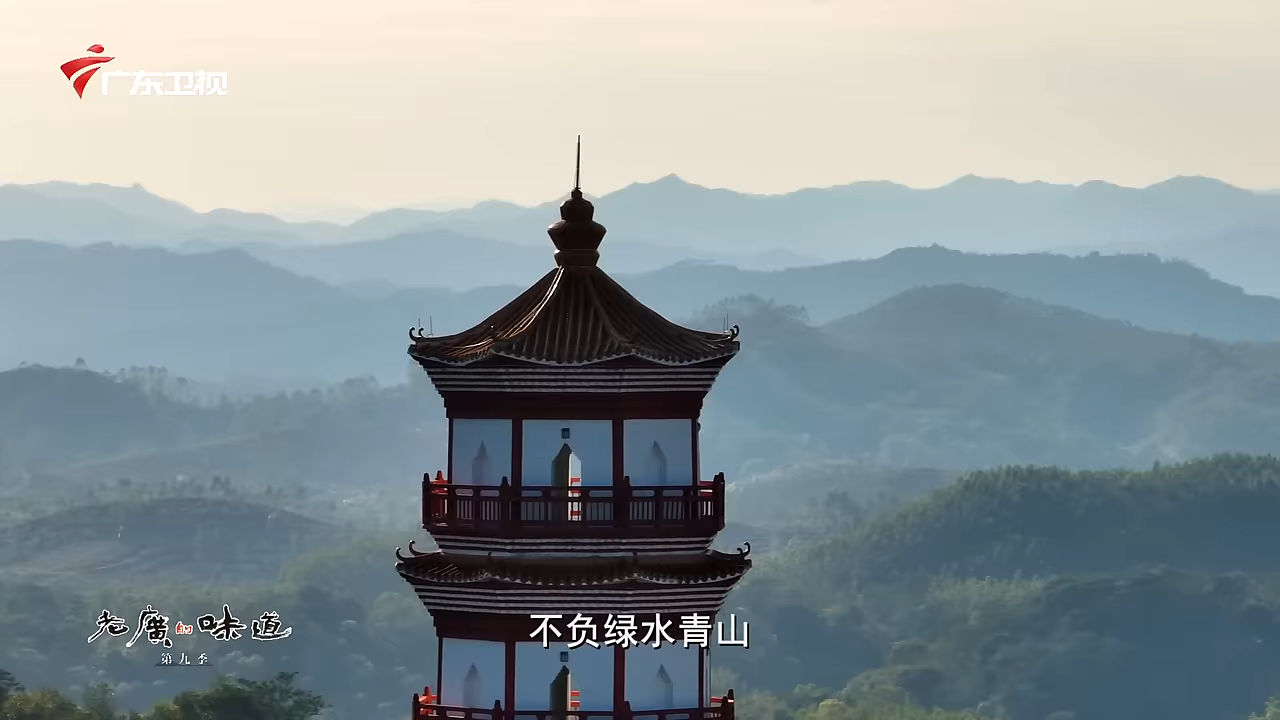 广东卫视
不负绿水青山
老廣的味道
第九季